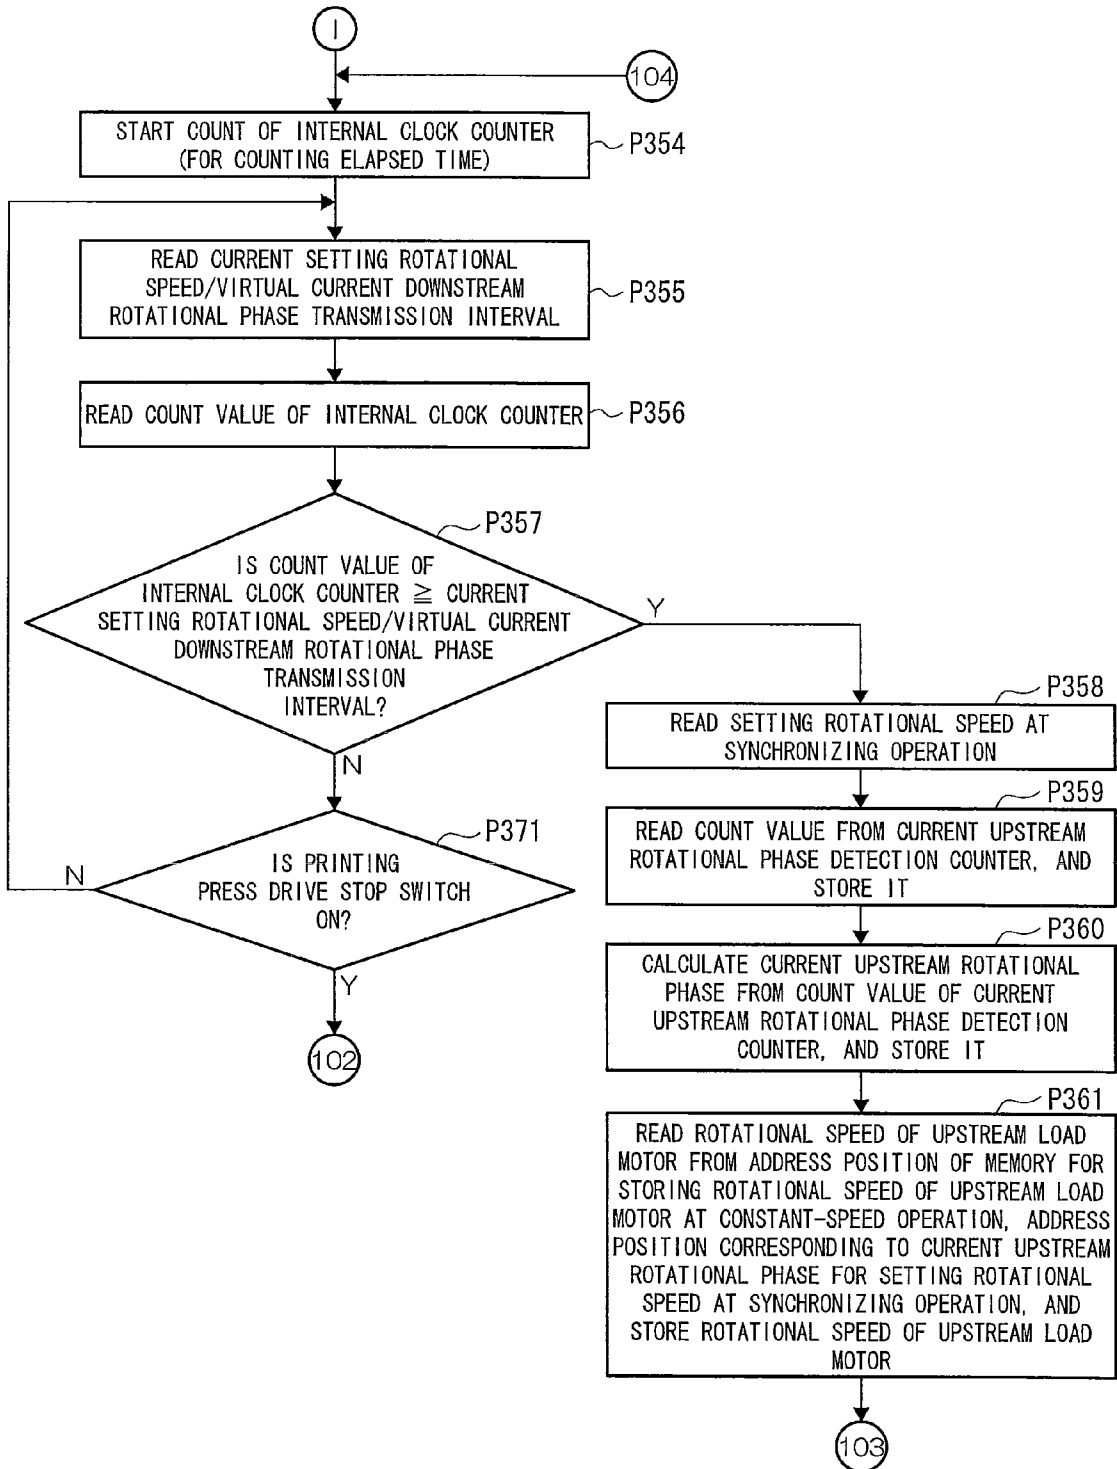 I
104
START COUNT OF INTERNAL CLOCK COUNTER
(FOR COUNTING ELAPSED TIME)
P354
READ CURRENT SETTING ROTATIONAL
SPEED/VIRTUAL CURRENT DOWNSTREAM
ROTATIONAL PHASE TRANSMISSION INTERVAL
P355
READ COUNT VALUE OF INTERNAL CLOCK COUNTER
P356
P357
IS COUNT VALUE OF
INTERNAL CLOCK COUNTER ≧ CURRENT
SETTING ROTATIONAL SPEED/VIRTUAL CURRENT
DOWNSTREAM ROTATIONAL PHASE
TRANSMISSION
INTERVAL?
Y
N
P371
IS PRINTING
PRESS DRIVE STOP SWITCH
ON?
N
Y
102
P358
READ SETTING ROTATIONAL SPEED AT
SYNCHRONIZING OPERATION
P359
READ COUNT VALUE FROM CURRENT UPSTREAM
ROTATIONAL PHASE DETECTION COUNTER, AND
STORE IT
P360
CALCULATE CURRENT UPSTREAM ROTATIONAL
PHASE FROM COUNT VALUE OF CURRENT
UPSTREAM ROTATIONAL PHASE DETECTION
COUNTER, AND STORE IT
P361
READ ROTATIONAL SPEED OF UPSTREAM LOAD
MOTOR FROM ADDRESS POSITION OF MEMORY FOR
STORING ROTATIONAL SPEED OF UPSTREAM LOAD
MOTOR AT CONSTANT-SPEED OPERATION, ADDRESS
POSITION CORRESPONDING TO CURRENT UPSTREAM
ROTATIONAL PHASE FOR SETTING ROTATIONAL
SPEED AT SYNCHRONIZING OPERATION, AND
STORE ROTATIONAL SPEED OF UPSTREAM LOAD
MOTOR
103